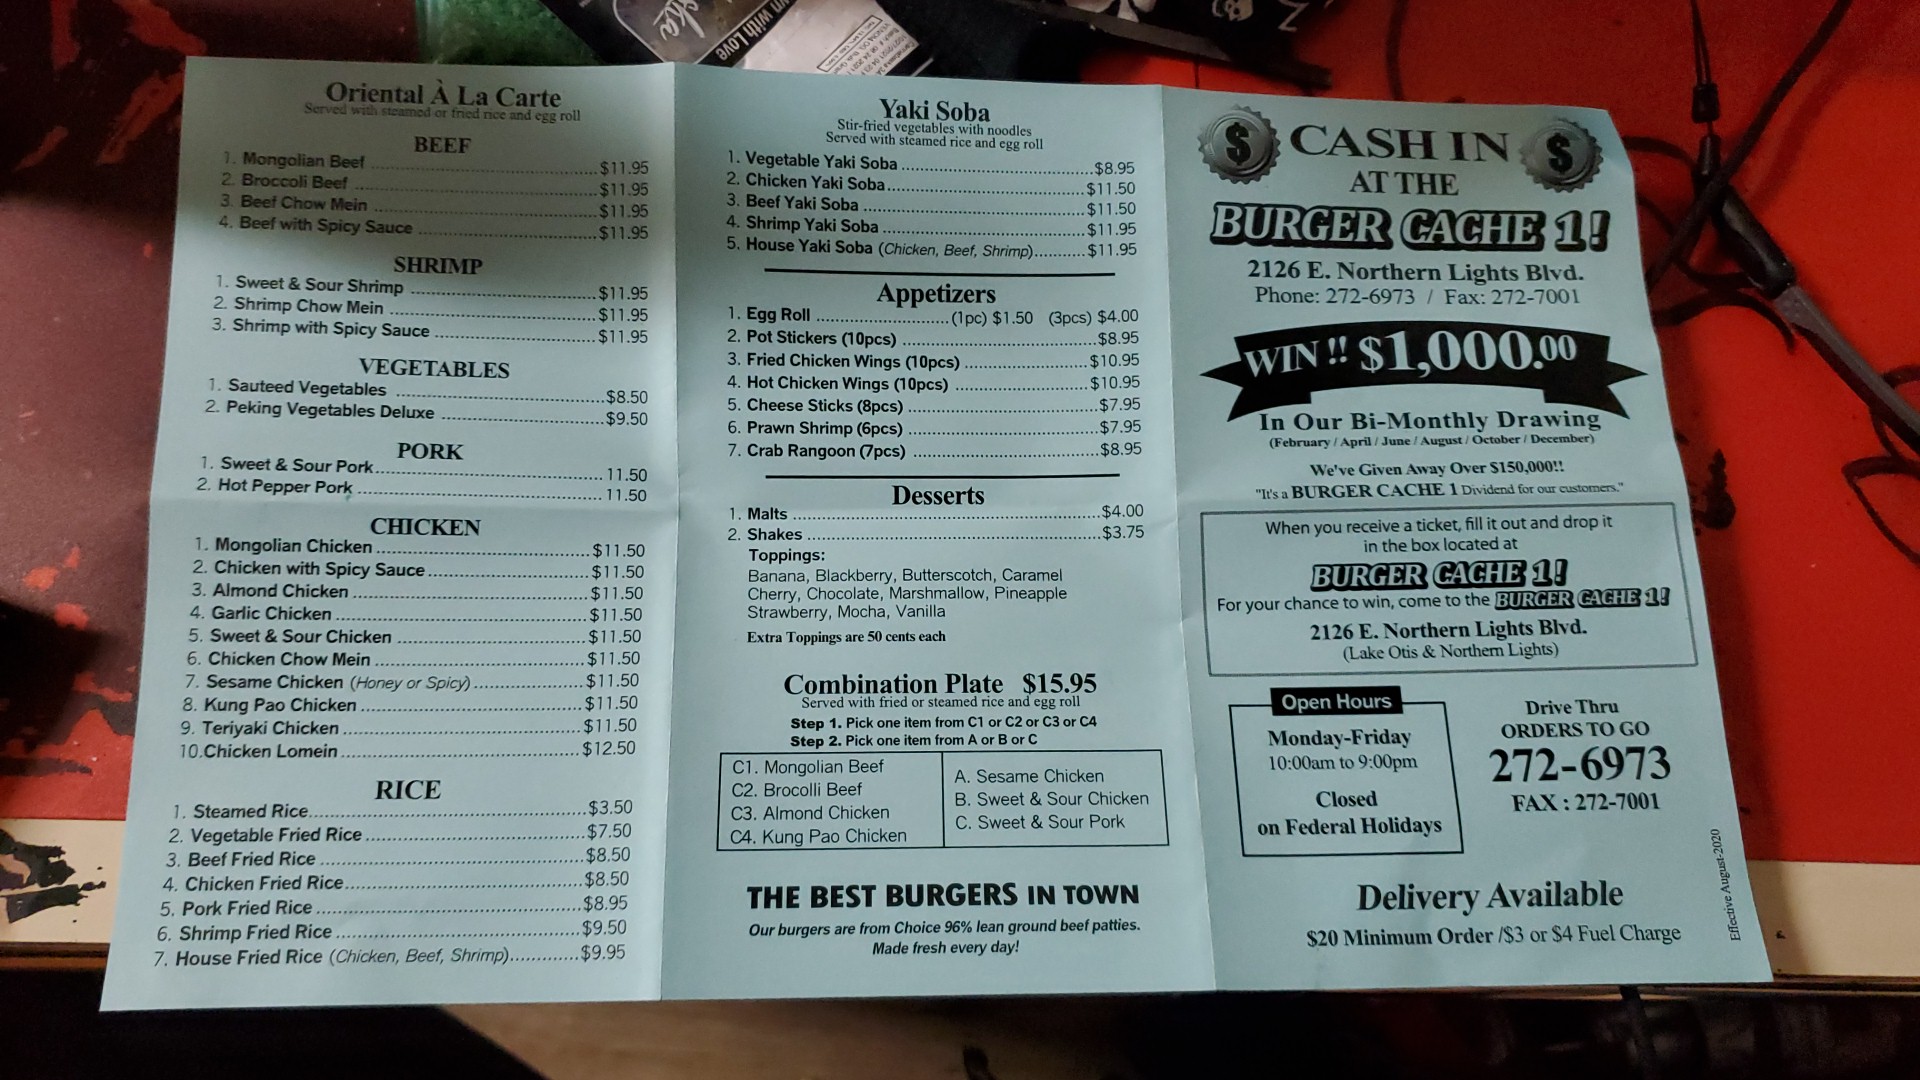 Oriental À La Carte
Served with steamed or fried rice and egg roll
BEEF
1. Mongolian Beef ........ $11.95
2. Broccoli Beef ........ $11.95
3. Beef Chow Mein ........ $11.95
4. Beef with Spicy Sauce ........ $11.95
SHRIMP
1. Sweet & Sour Shrimp ........ $11.95
2. Shrimp Chow Mein ........ $11.95
3. Shrimp with Spicy Sauce ........ $11.95
VEGETABLES
1. Sauteed Vegetables ........ $8.50
2. Peking Vegetables Deluxe ........ $9.50
PORK
1. Sweet & Sour Pork ........ 11.50
2. Hot Pepper Pork ........ 11.50
CHICKEN
1. Mongolian Chicken ........ $11.50
2. Chicken with Spicy Sauce ........ $11.50
3. Almond Chicken ........ $11.50
4. Garlic Chicken ........ $11.50
5. Sweet & Sour Chicken ........ $11.50
6. Chicken Chow Mein ........ $11.50
7. Sesame Chicken (Honey or Spicy) ........ $11.50
8. Kung Pao Chicken ........ $11.50
9. Teriyaki Chicken ........ $11.50
10.Chicken Lomein ........ $12.50
RICE
1. Steamed Rice ........ $3.50
2. Vegetable Fried Rice ........ $7.50
3. Beef Fried Rice ........ $8.50
4. Chicken Fried Rice ........ $8.50
5. Pork Fried Rice ........ $8.95
6. Shrimp Fried Rice ........ $9.50
7. House Fried Rice (Chicken, Beef, Shrimp) ........ $9.95
Yaki Soba
Stir-fried vegetables with noodles
Served with steamed rice and egg roll
1. Vegetable Yaki Soba ........ $8.95
2. Chicken Yaki Soba ........ $11.50
3. Beef Yaki Soba ........ $11.50
4. Shrimp Yaki Soba ........ $11.95
5. House Yaki Soba (Chicken, Beef, Shrimp) ........ $11.95
Appetizers
1. Egg Roll ........ (1pc) $1.50 (3pcs) $4.00
2. Pot Stickers (10pcs) ........ $8.95
3. Fried Chicken Wings (10pcs) ........ $10.95
4. Hot Chicken Wings (10pcs) ........ $10.95
5. Cheese Sticks (8pcs) ........ $7.95
6. Prawn Shrimp (6pcs) ........ $7.95
7. Crab Rangoon (7pcs) ........ $8.95
Desserts
1. Malts ........ $4.00
2. Shakes ........ $3.75
Toppings:
Banana, Blackberry, Butterscotch, Caramel
Cherry, Chocolate, Marshmallow, Pineapple
Strawberry, Mocha, Vanilla
Extra Toppings are 50 cents each
Combination Plate $15.95
Served with fried or steamed rice and egg roll
Step 1. Pick one item from C1 or C2 or C3 or C4
Step 2. Pick one item from A or B or C
C1. Mongolian Beef
C2. Brocolli Beef
C3. Almond Chicken
C4. Kung Pao Chicken
A. Sesame Chicken
B. Sweet & Sour Chicken
C. Sweet & Sour Pork
THE BEST BURGERS IN TOWN
Our burgers are from Choice 96% lean ground beef patties.
Made fresh every day!
$ CASH IN $
AT THE
BURGER CACHE 1!
2126 E. Northern Lights Blvd.
Phone: 272-6973 / Fax: 272-7001
WIN !! $1,000.00
In Our Bi-Monthly Drawing
(February / April / June / August / October / December)
We've Given Away Over $150,000!!
"It's a BURGER CACHE 1 Dividend for our customers."
When you receive a ticket, fill it out and drop it
in the box located at
BURGER CACHE 1!
For your chance to win, come to the BURGER CACHE 1!
2126 E. Northern Lights Blvd.
(Lake Otis & Northern Lights)
Open Hours
Monday-Friday
10:00am to 9:00pm
Closed
on Federal Holidays
Drive Thru
ORDERS TO GO
272-6973
FAX : 272-7001
Delivery Available
$20 Minimum Order /$3 or $4 Fuel Charge
Effective August-2020
with Love